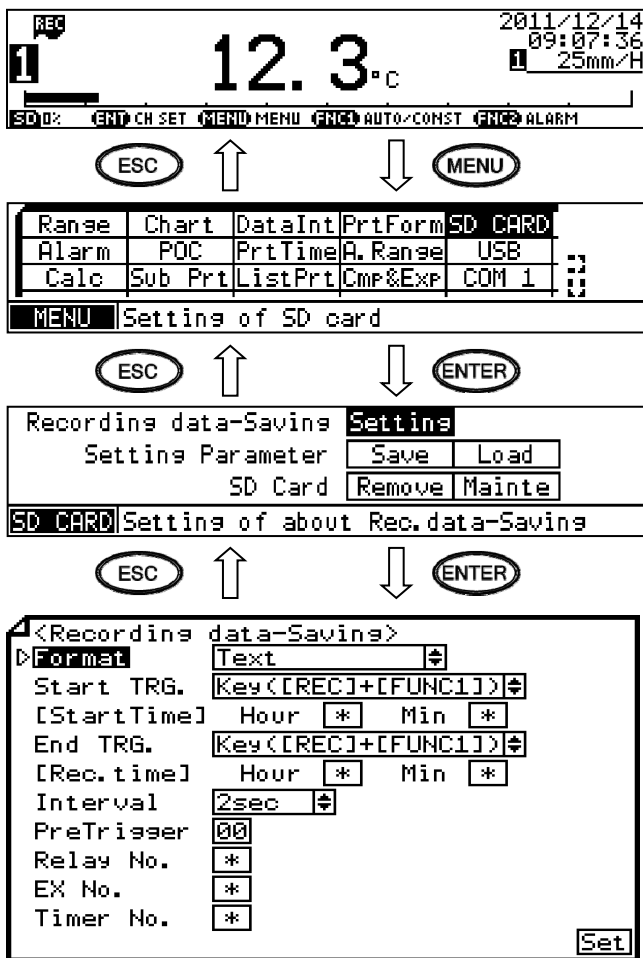 REC
2011/12/14
09:07:36
1 12. 3°C 1 25mm/H
SD 0% ENT CH SET MENU MENU FNC1 AUTO/CONST FNC2 ALARM
ESC MENU
Range Chart DataInt PrtForm SD CARD
Alarm POC PrtTime A.Range USB
Calc Sub Prt ListPrt Cmp&Exp COM 1
MENU Setting of SD card
ESC ENTER
Recording data-Saving Setting
Setting Parameter Save Load
SD Card Remove Mainte
SD CARD Setting of about Rec.data-Saving
ESC ENTER
<Recording data-Saving>
Format Text
Start TRG. Key([REC]+[FUNC1])
[StartTime] Hour * Min *
End TRG. Key([REC]+[FUNC1])
[Rec.time] Hour * Min *
Interval 2sec
PreTrigger 00
Relay No. *
EX No. *
Timer No. *
Set